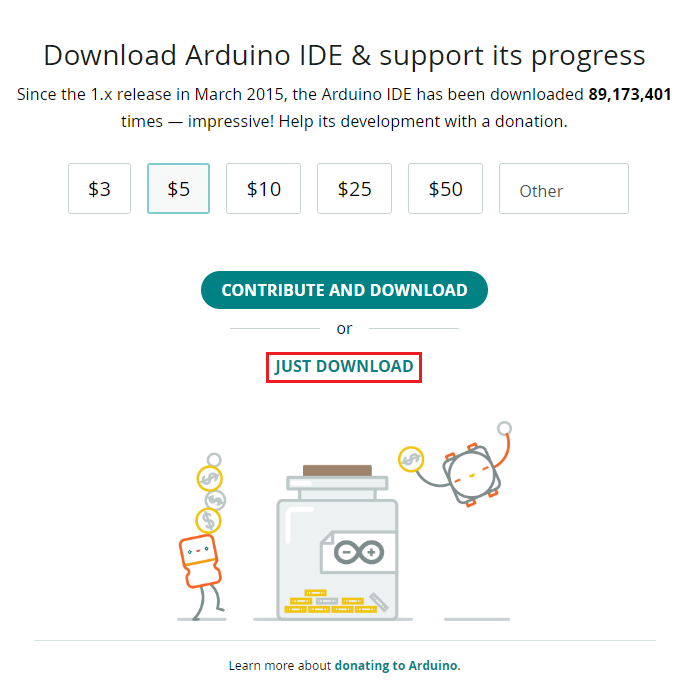 Download Arduino IDE & support its progress
Since the 1.x release in March 2015, the Arduino IDE has been downloaded 89,173,401
times — impressive! Help its development with a donation.
$3 $5 $10 $25 $50 Other
CONTRIBUTE AND DOWNLOAD
or
JUST DOWNLOAD
Learn more about donating to Arduino.